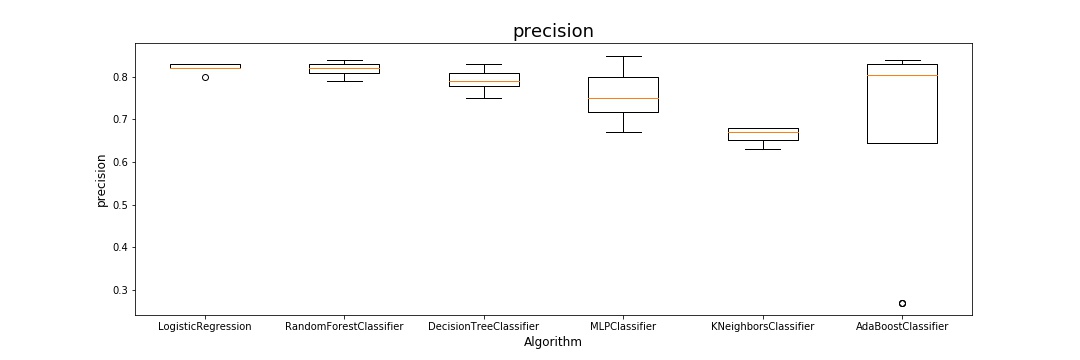 precision
0.8
0.7
0.6
0.5
0.4
0.3
precision
LogisticRegression RandomForestClassifier DecisionTreeClassifier MLPClassifier KNeighborsClassifier AdaBoostClassifier
Algorithm